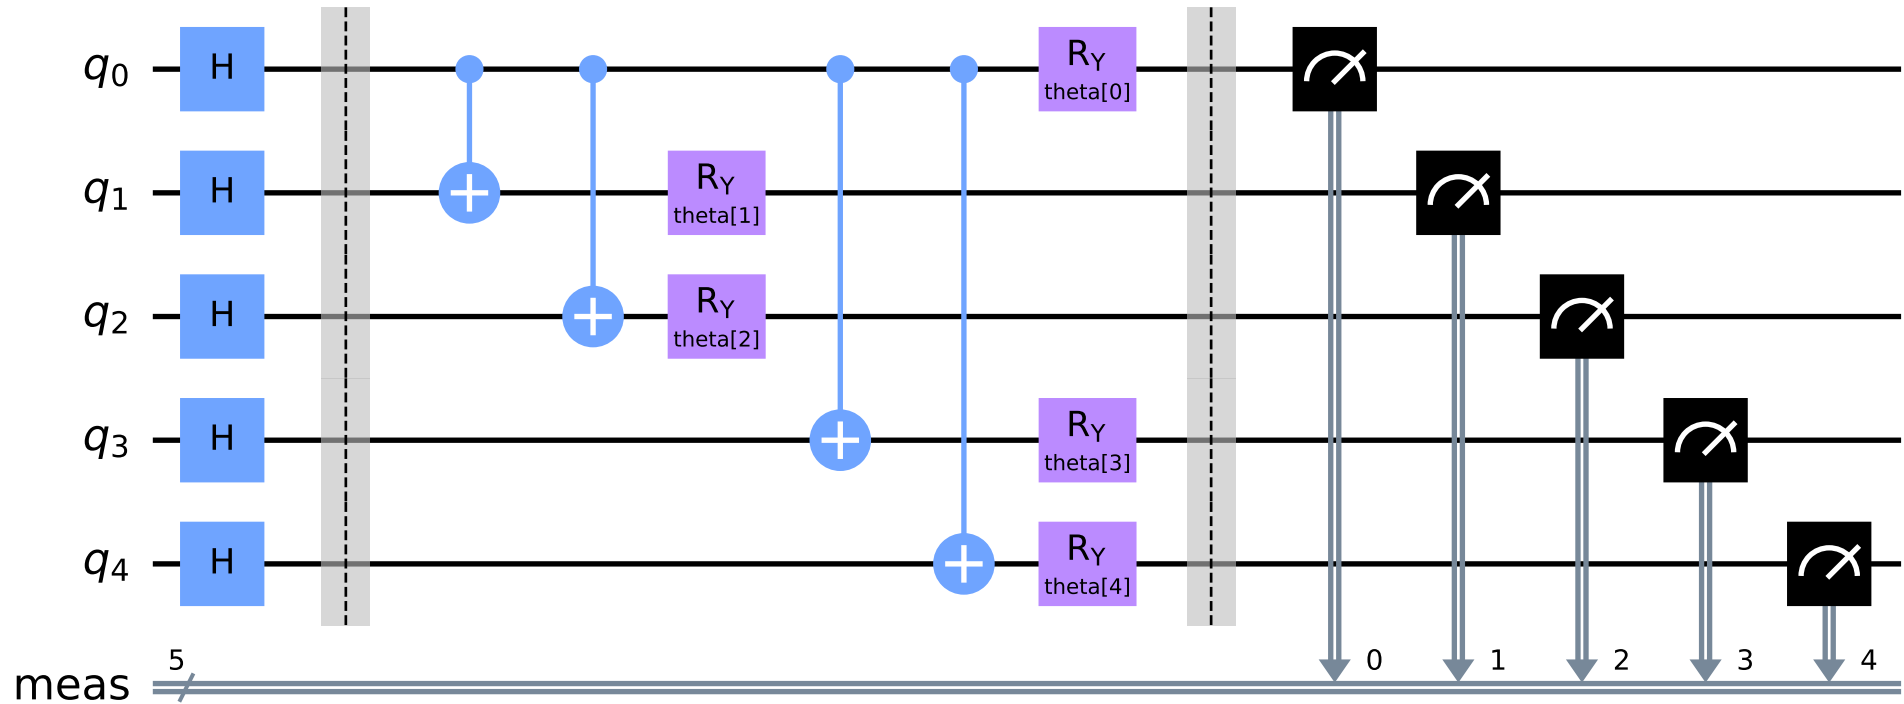 q0 H RY theta[0]
q1 H RY theta[1]
q2 H RY theta[2]
q3 H RY theta[3]
q4 H RY theta[4]
meas 5 0 1 2 3 4